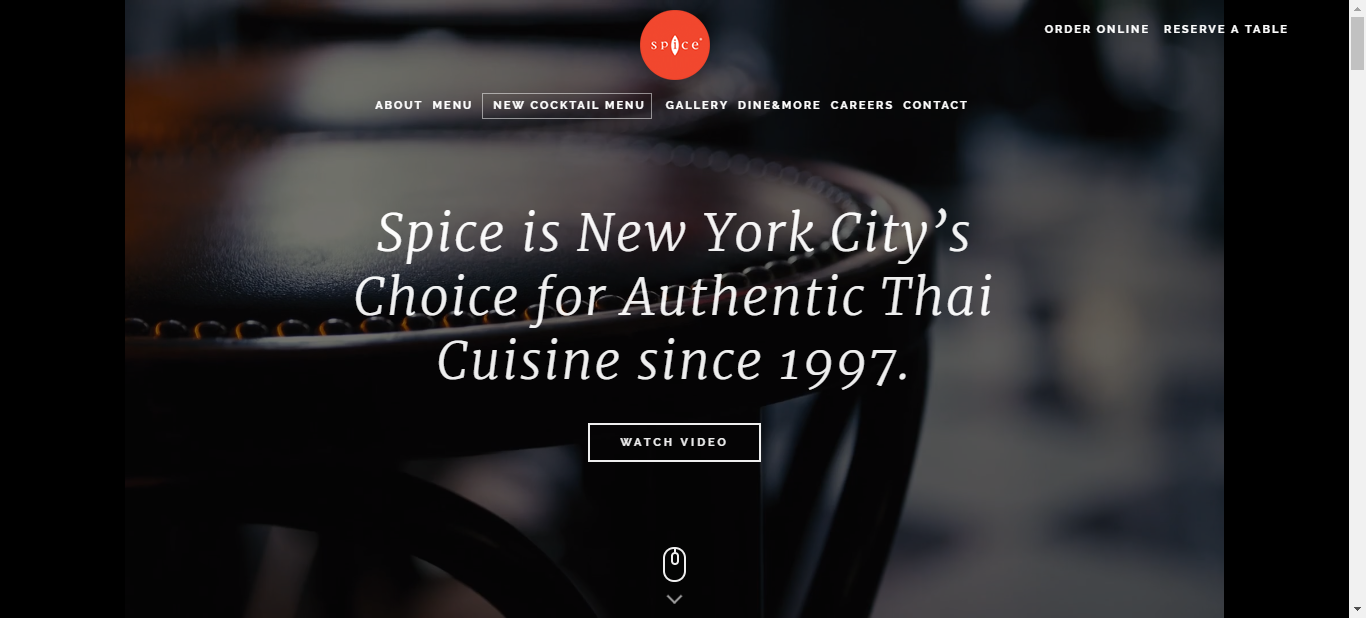 spice
ORDER ONLINE RESERVE A TABLE
ABOUT MENU NEW COCKTAIL MENU GALLERY DINE&MORE CAREERS CONTACT
Spice is New York City’s
Choice for Authentic Thai
Cuisine since 1997.
WATCH VIDEO